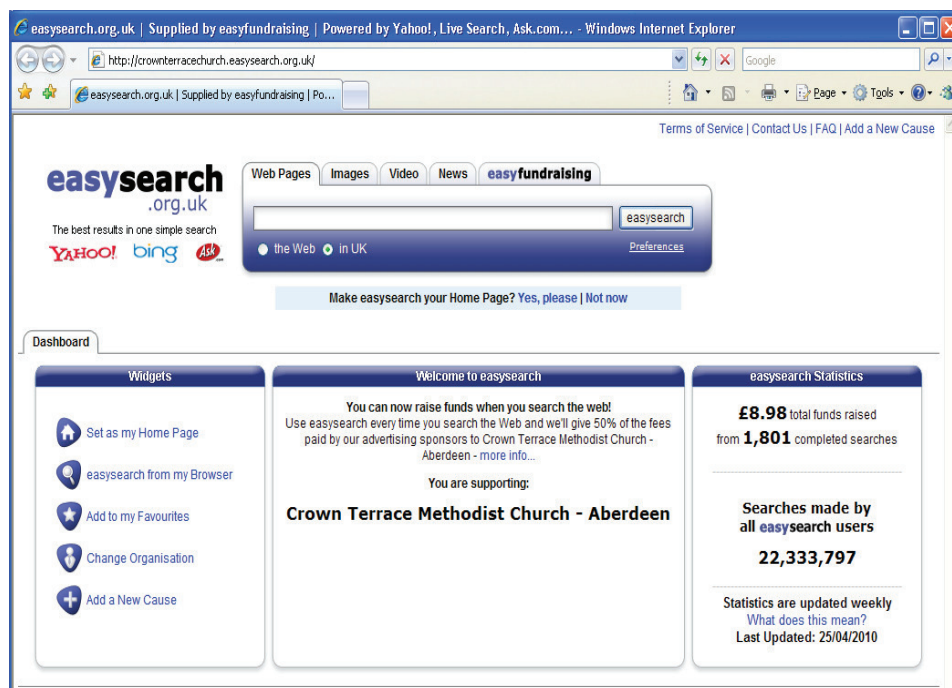 easysearch.org.uk | Supplied by easyfundraising | Powered by Yahoo!, Live Search, Ask.com... - Windows Internet Explorer
http://crownterracechurch.easysearch.org.uk/
Google
easysearch.org.uk | Supplied by easyfundraising | Po...
Page Tools
Terms of Service | Contact Us | FAQ | Add a New Cause
easysearch
.org.uk
The best results in one simple search
YAHOO! bing Ask
Web Pages Images Video News easyfundraising
easysearch
the Web in UK Preferences
Make easysearch your Home Page? Yes, please | Not now
Dashboard
Widgets
Set as my Home Page
easysearch from my Browser
Add to my Favourites
Change Organisation
Add a New Cause
Welcome to easysearch
You can now raise funds when you search the web!
Use easysearch every time you search the Web and we'll give 50% of the fees
paid by our advertising sponsors to Crown Terrace Methodist Church -
Aberdeen - more info...
You are supporting:
Crown Terrace Methodist Church - Aberdeen
easysearch Statistics
£8.98 total funds raised
from 1,801 completed searches
Searches made by
all easysearch users
22,333,797
Statistics are updated weekly
What does this mean?
Last Updated: 25/04/2010